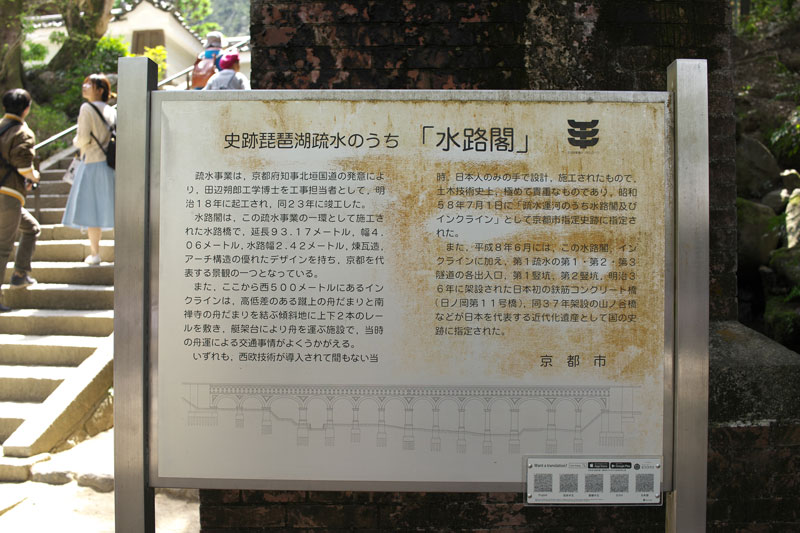 史跡琵琶湖疏水のうち 「水路閣」
疏水事業は，京都府知事北垣国道の発意によ
り，田辺朔郎工学博士を工事担当者として，明
治18年に起工され，同23年に竣工した。
水路閣は，この疏水事業の一環として施工さ
れた水路橋で，延長93.17メートル，幅4.
06メートル，水路幅2.42メートル，煉瓦造，
アーチ構造の優れたデザインを持ち，京都を代
表する景観の一つとなっている。
また，ここから西500メートルにあるイン
クラインは，高低差のある蹴上の舟だまりと南
禅寺の舟だまりを結ぶ傾斜地に上下2本のレー
ルを敷き，艇架台により舟を運ぶ施設で，当時
の舟運による交通事情がよくうかがえる。
いずれも，西欧技術が導入されて間もない当
時，日本人のみの手で設計，施工されたもので，
土木技術史上，極めて貴重なものであり，昭和
58年7月1日に「疏水運河のうち水路閣及び
インクライン」として京都市指定史跡に指定さ
れた。
また，平成8年6月には，この水路閣，イン
クラインに加え，第1疏水の第1・第2・第3
隧道の各出入口，第1竪坑，第2竪坑，明治3
6年に架設された日本初の鉄筋コンクリート橋
（日ノ岡第11号橋），同37年架設の山ノ谷橋
などが日本を代表する近代化遺産として国の史
跡に指定された。
京都市
Want a translation?